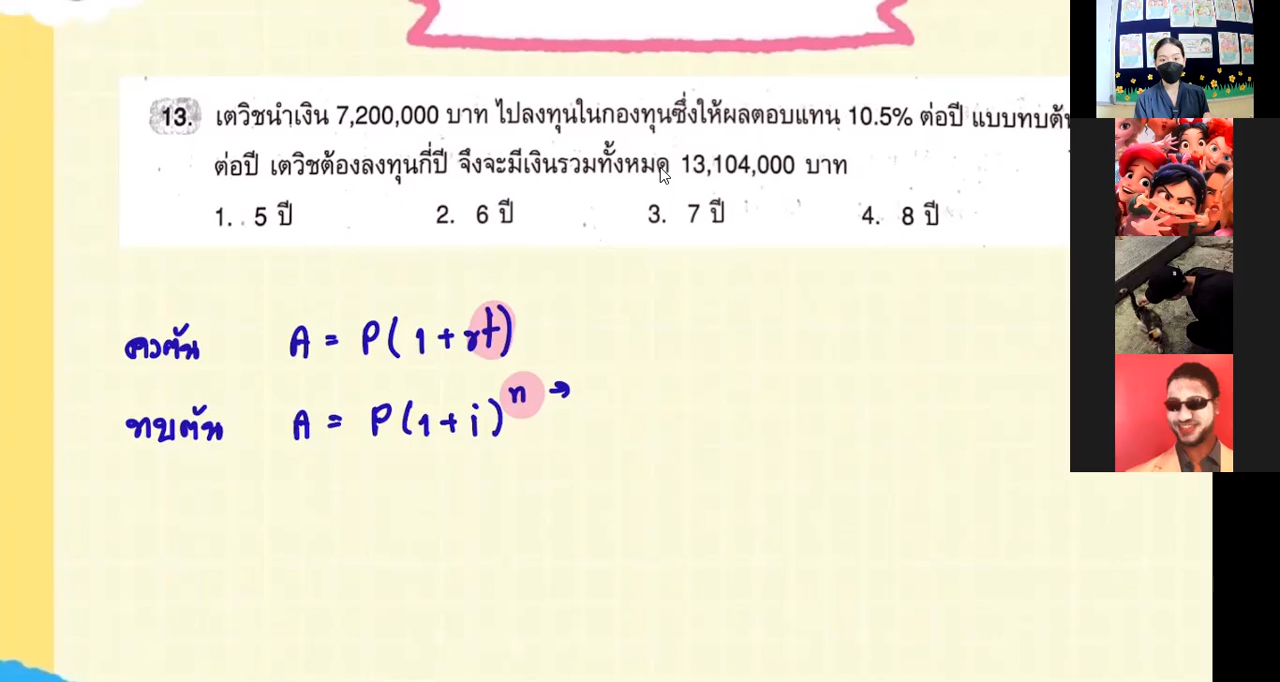 13. เตวิชนำเงิน 7,200,000 บาท ไปลงทุนในกองทุนซึ่งให้ผลตอบแทน 10.5% ต่อปี แบบทบต้น
ต่อปี เตวิชต้องลงทุนกี่ปี จึงจะมีเงินรวมทั้งหมด 13,104,000 บาท
1. 5 ปี 2. 6 ปี 3. 7 ปี 4. 8 ปี
คงต้น A = P(1+rt)
ทบต้น A = P(1+i)ⁿ →